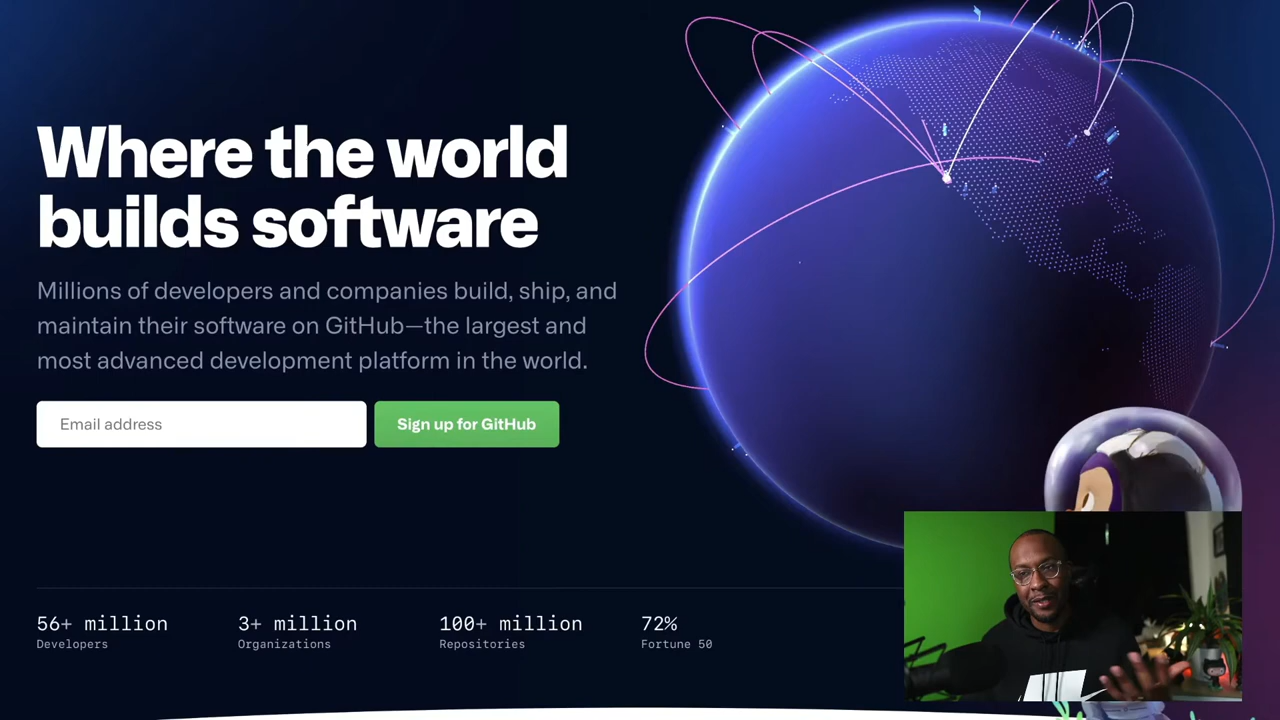 Where the world
builds software
Millions of developers and companies build, ship, and
maintain their software on GitHub—the largest and
most advanced development platform in the world.
Email address
Sign up for GitHub
56+ million
Developers
3+ million
Organizations
100+ million
Repositories
72%
Fortune 50